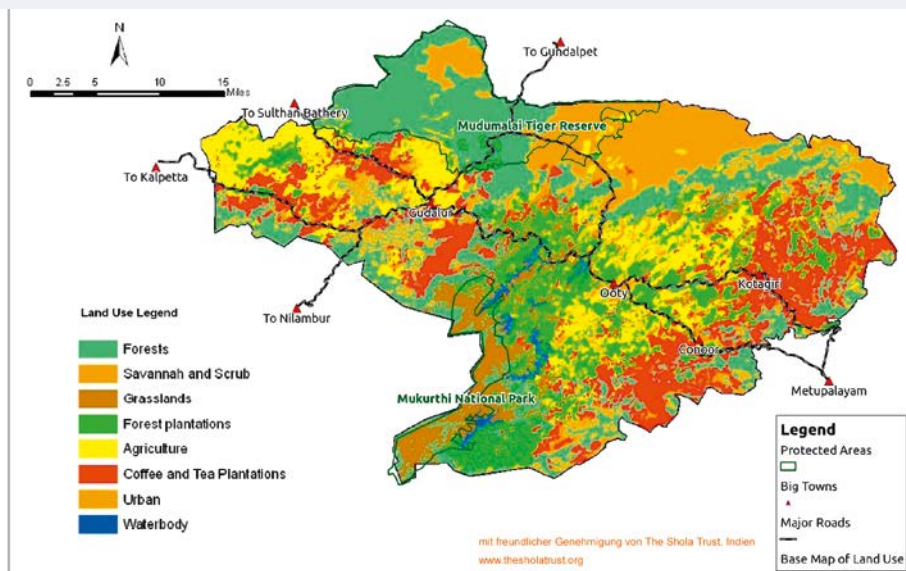 N
0 2.5 5 10 15
Miles
To Gundalpet
To Sulthan Bathery
Mudumalai Tiger Reserve
To Kalpetta
Gudalur
Ooty
Kotagiri
To Nilambur
Conoor
Metupalayam
Mukurthi National Park
Land Use Legend
Forests
Savannah and Scrub
Grasslands
Forest plantations
Agriculture
Coffee and Tea Plantations
Urban
Waterbody
Legend
Protected Areas
Big Towns
Major Roads
Base Map of Land Use
mit freundlicher Genehmigung von The Shola Trust, Indien
www.thesholatrust.org